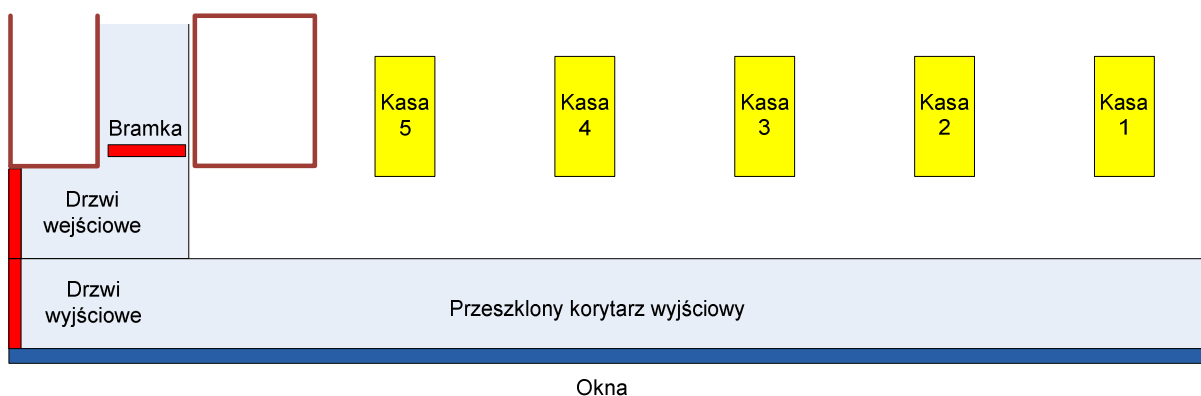 Kasa
5
Kasa
4
Kasa
3
Kasa
2
Kasa
1
Bramka
Drzwi
wejściowe
Drzwi
wyjściowe
Przeszklony korytarz wyjściowy
Okna